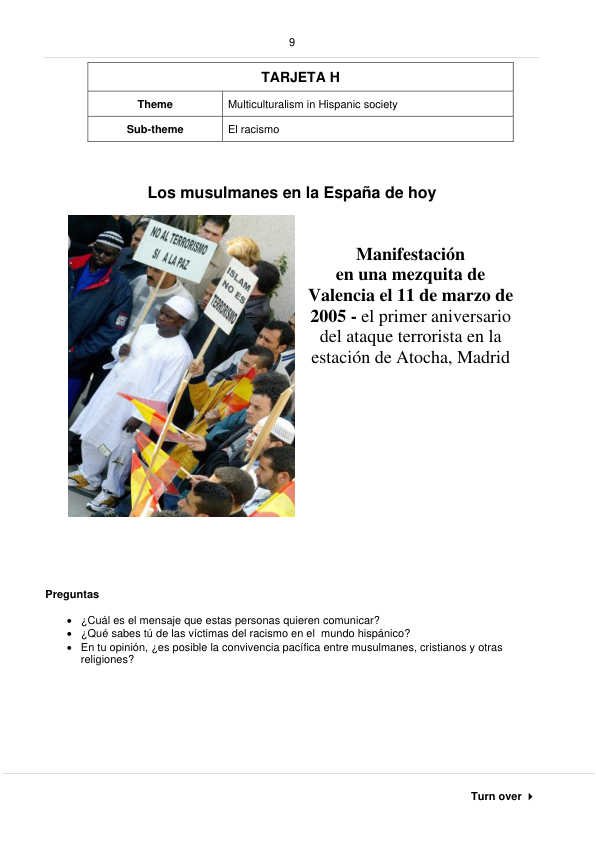 9
TARJETA H
Theme
Multiculturalism in Hispanic society
Sub-theme
El racismo
Los musulmanes en la España de hoy
NO AL TERRORISMO
SI A LA PAZ
ISLAM
NO ES
TERRORISMO
Manifestación
en una mezquita de
Valencia el 11 de marzo de
2005 - el primer aniversario
del ataque terrorista en la
estación de Atocha, Madrid
Preguntas
• ¿Cuál es el mensaje que estas personas quieren comunicar?
• ¿Qué sabes tú de las víctimas del racismo en el mundo hispánico?
• En tu opinión, ¿es posible la convivencia pacífica entre musulmanes, cristianos y otras
religiones?
Turn over